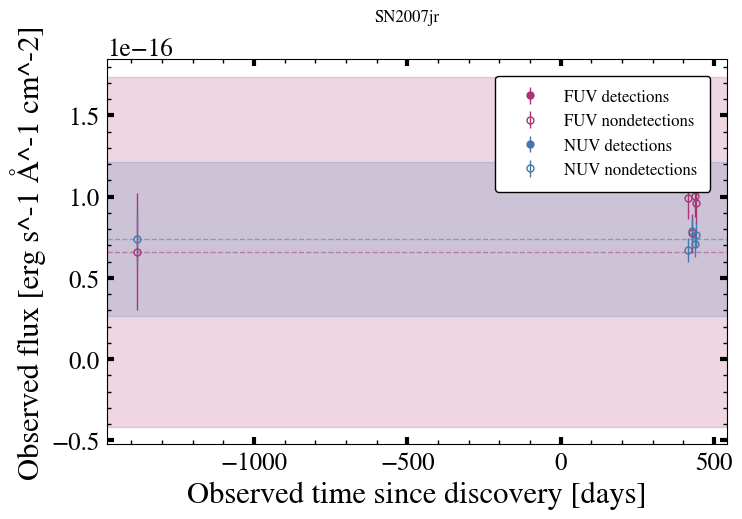 SN2007jr
1e−16
Observed flux [erg s^-1 Å^-1 cm^-2]
1.5
1.0
0.5
0.0
−0.5
FUV detections
FUV nondetections
NUV detections
NUV nondetections
−1000
−500
0
500
Observed time since discovery [days]